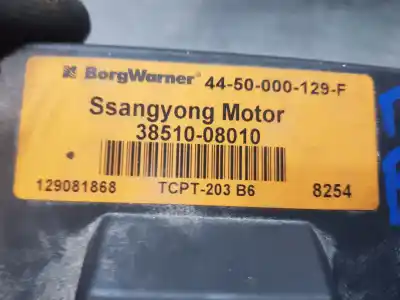 BorgWarner® 44-50-000-129-F
Ssangyong Motor
38510-08010
129081868 TCPT-203 B6 8254